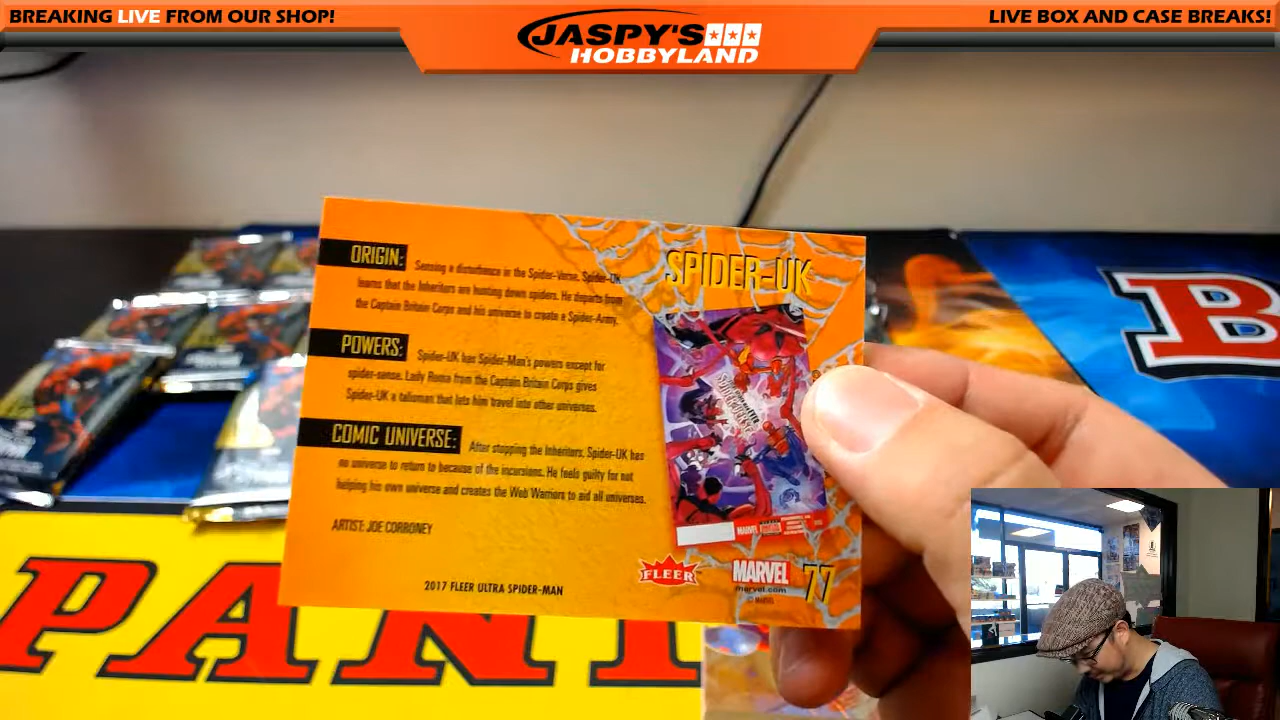 BREAKING LIVE FROM OUR SHOP!
JASPY'S
HOBBYLAND
LIVE BOX AND CASE BREAKS!
SPIDER-UK
ORIGIN: Sensing a disturbance in the Spider-Verse, Spider-UK
learns that the Inheritors are hunting down spiders. He departs from
the Captain Britain Corps and his universe to create a Spider-Army.
POWERS: Spider-UK has Spider-Man's powers except for
spider-sense. Lady Roma from the Captain Britain Corps gives
Spider-UK a talisman that lets him travel into other universes.
COMIC UNIVERSE: After stopping the Inheritors, Spider-UK has
no universe to return to because of the incursions. He feels guilty for not
helping his own universe and creates the Web Warriors to aid all universes.
ARTIST: JOE CORRONEY
2017 FLEER ULTRA SPIDER-MAN
FLEER
MARVEL
marvel.com
© MARVEL
77
MARVEL
B
PANI